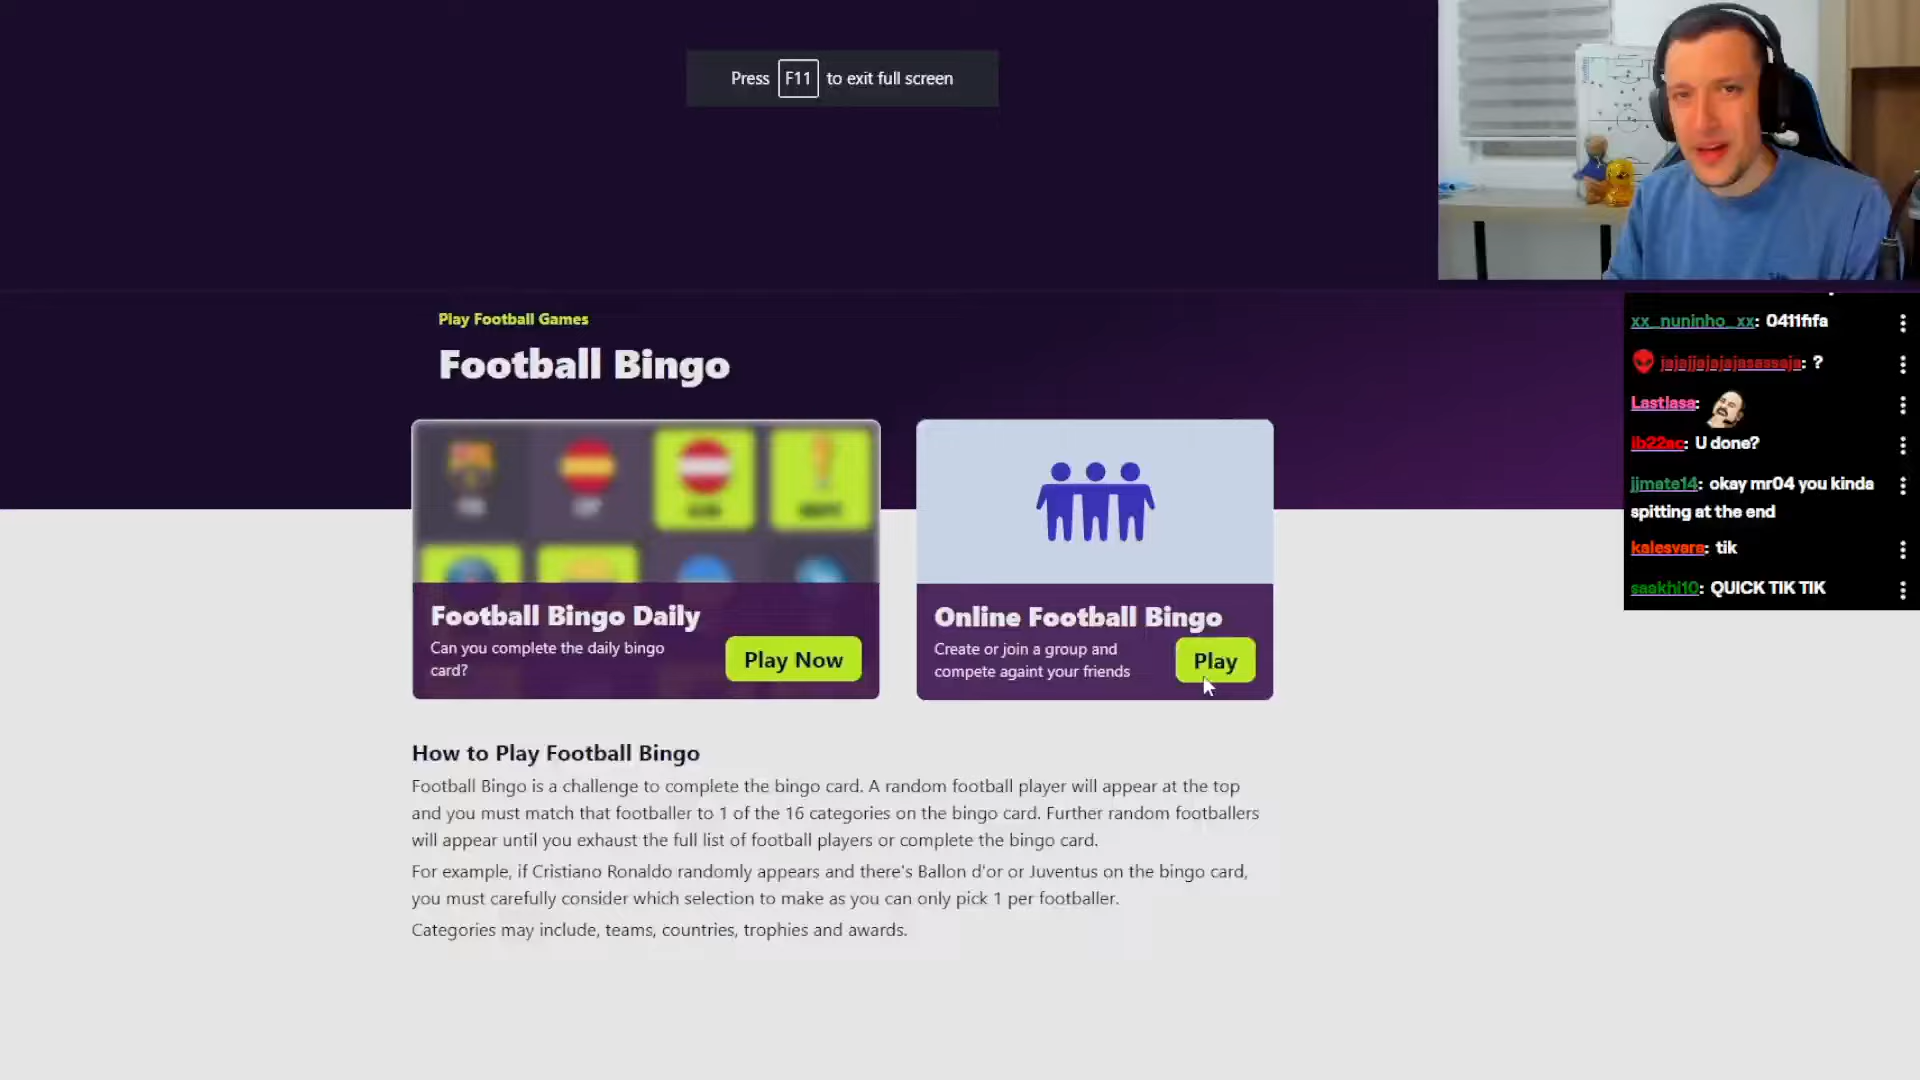 Press F11 to exit full screen
Play Football Games
Football Bingo
Football Bingo Daily
Can you complete the daily bingo
card?
Play Now
Online Football Bingo
Create or join a group and
compete againt your friends
Play
How to Play Football Bingo
Football Bingo is a challenge to complete the bingo card. A random football player will appear at the top
and you must match that footballer to 1 of the 16 categories on the bingo card. Further random footballers
will appear until you exhaust the full list of football players or complete the bingo card.
For example, if Cristiano Ronaldo randomly appears and there's Ballon d'or or Juventus on the bingo card,
you must carefully consider which selection to make as you can only pick 1 per footballer.
Categories may include, teams, countries, trophies and awards.
xx_nuninho_xx: 0411fifa
: ?
Lastlasa:
ib22ac: U done?
jjmate14: okay mr04 you kinda
spitting at the end
kalesvara: tik
saakhi10: QUICK TIK TIK